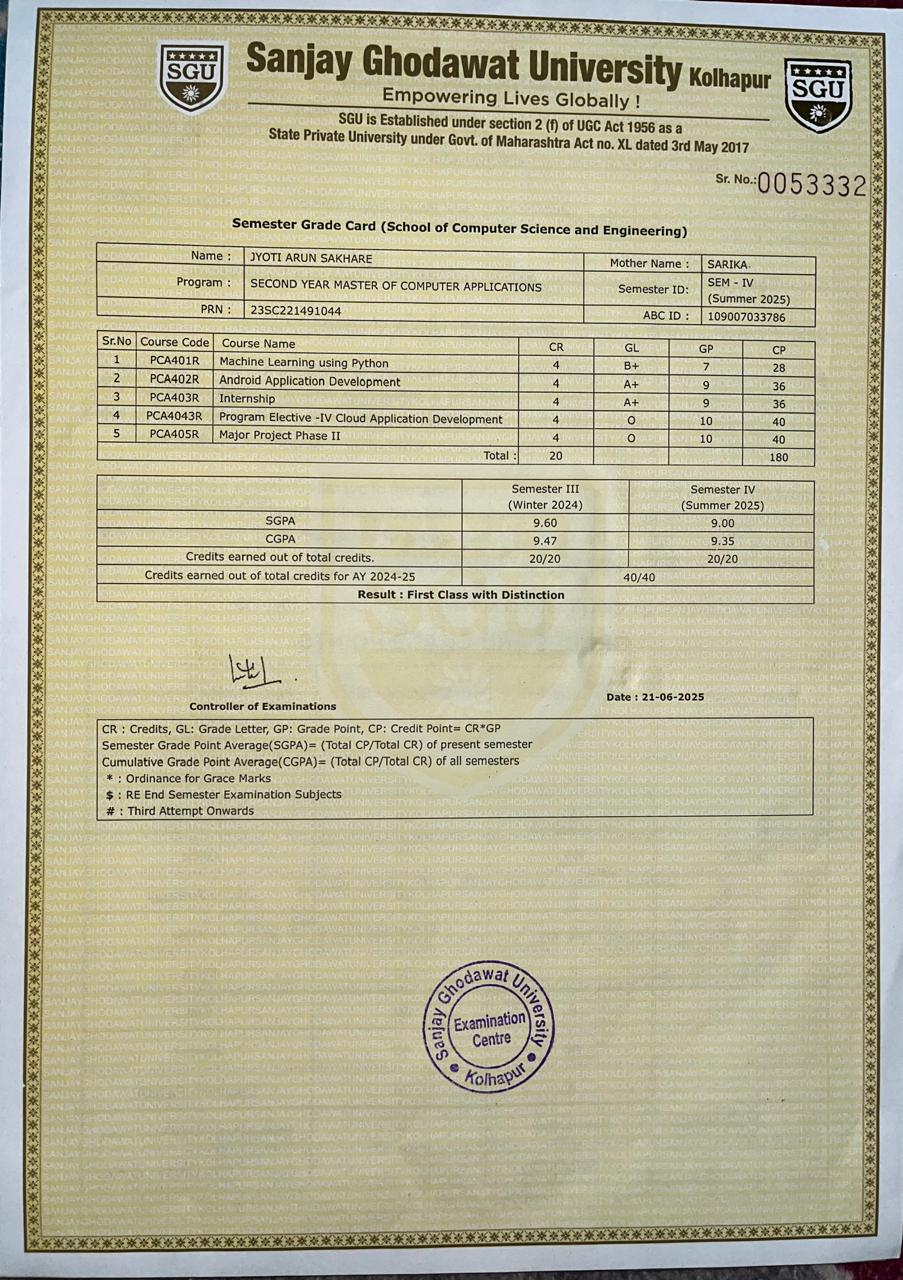 SGU
Sanjay Ghodawat University Kolhapur
Empowering Lives Globally !
SGU
SGU is Established under section 2 (f) of UGC Act 1956 as a
State Private University under Govt. of Maharashtra Act no. XL dated 3rd May 2017
Sr. No.:0053332
Semester Grade Card (School of Computer Science and Engineering)
Name : JYOTI ARUN SAKHARE Mother Name : SARIKA
Program : SECOND YEAR MASTER OF COMPUTER APPLICATIONS Semester ID: SEM - IV
(Summer 2025)
PRN : 23SC221491044 ABC ID : 109007033786
Sr.No Course Code Course Name CR GL GP CP
1 PCA401R Machine Learning using Python 4 B+ 7 28
2 PCA402R Android Application Development 4 A+ 9 36
3 PCA403R Internship 4 A+ 9 36
4 PCA4043R Program Elective -IV Cloud Application Development 4 O 10 40
5 PCA405R Major Project Phase II 4 O 10 40
Total : 20 180
Semester III Semester IV
(Winter 2024) (Summer 2025)
SGPA 9.60 9.00
CGPA 9.47 9.35
Credits earned out of total credits. 20/20 20/20
Credits earned out of total credits for AY 2024-25 40/40
Result : First Class with Distinction
Controller of Examinations
Date : 21-06-2025
CR : Credits, GL: Grade Letter, GP: Grade Point, CP: Credit Point= CR*GP
Semester Grade Point Average(SGPA)= (Total CP/Total CR) of present semester
Cumulative Grade Point Average(CGPA)= (Total CP/Total CR) of all semesters
* : Ordinance for Grace Marks
$ : RE End Semester Examination Subjects
# : Third Attempt Onwards
Sanjay Ghodawat University
Examination
Centre
Kolhapur